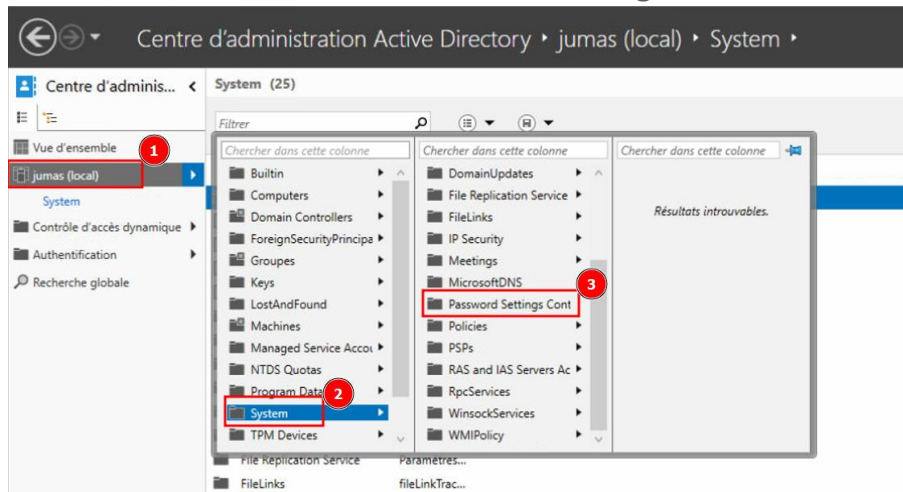 Centre d'administration Active Directory • jumas (local) • System •
Centre d'adminis...
System (25)
Filtrer
Vue d'ensemble
1
jumas (local)
System
Contrôle d'accès dynamique
Authentification
Recherche globale
Chercher dans cette colonne
Builtin
Computers
Domain Controllers
ForeignSecurityPrincipa
Groupes
Keys
LostAndFound
Machines
Managed Service Accou
NTDS Quotas
Program Data
2
System
TPM Devices
Chercher dans cette colonne
DomainUpdates
File Replication Service
FileLinks
IP Security
Meetings
MicrosoftDNS
3
Password Settings Cont
Policies
PSPs
RAS and IAS Servers Ac
RpcServices
WinsockServices
WMIPolicy
Chercher dans cette colonne
Résultats introuvables.
File Replication Service Paramètres...
FileLinks fileLinkTrac...